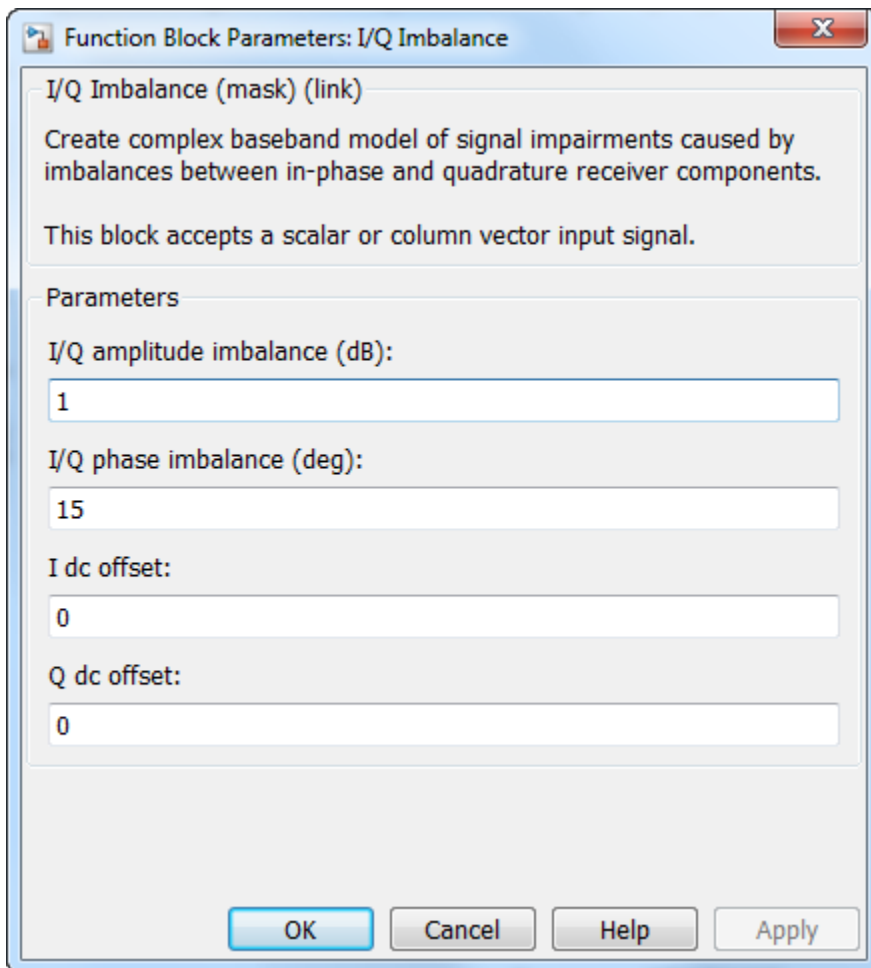 Function Block Parameters: I/Q Imbalance
I/Q Imbalance (mask) (link)
Create complex baseband model of signal impairments caused by
imbalances between in-phase and quadrature receiver components.
This block accepts a scalar or column vector input signal.
Parameters
I/Q amplitude imbalance (dB):
1
I/Q phase imbalance (deg):
15
I dc offset:
0
Q dc offset:
0
OK Cancel Help Apply